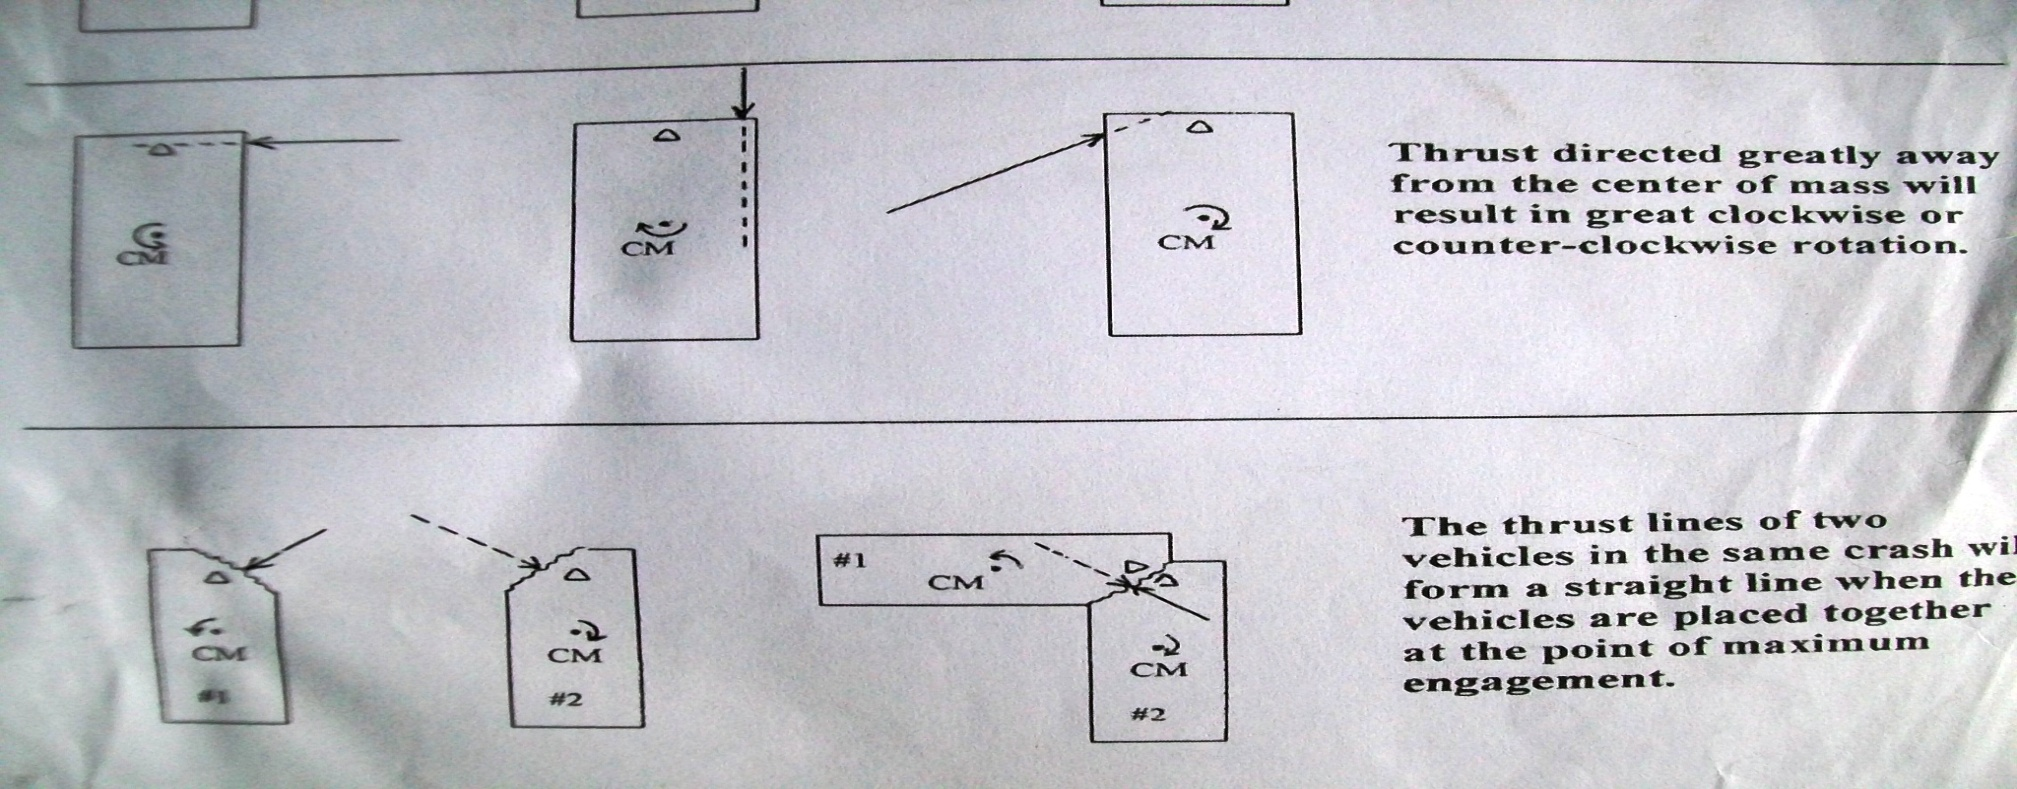 CM
CM
CM
Thrust directed greatly away
from the center of mass will
result in great clockwise or
counter-clockwise rotation.
CM
#1
CM
#2
#1
CM
CM
#2
The thrust lines of two
vehicles in the same crash wil
form a straight line when the
vehicles are placed together
at the point of maximum
engagement.